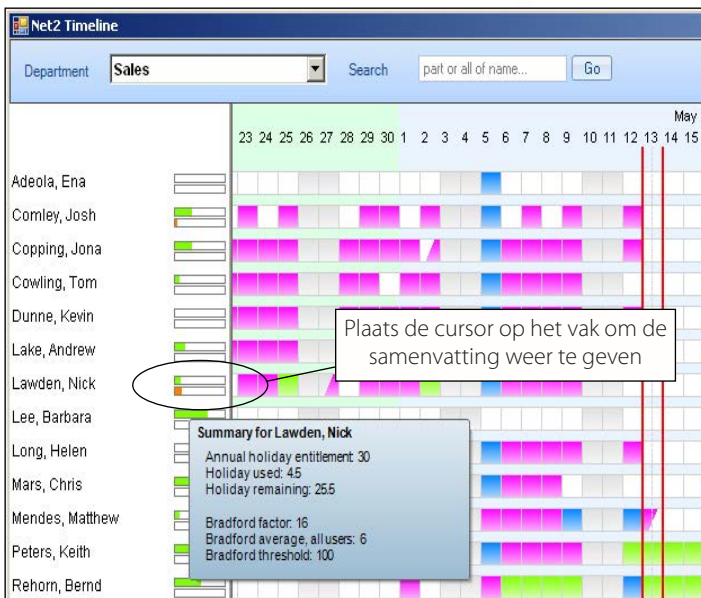 Net2 Timeline
Department Sales Search part or all of name... Go
May
23 24 25 26 27 28 29 30 1 2 3 4 5 6 7 8 9 10 11 12 13 14 15
Adeola, Ena
Comley, Josh
Copping, Jona
Cowling, Tom
Dunne, Kevin
Plaats de cursor op het vak om de
samenvatting weer te geven
Lake, Andrew
Lawden, Nick
Lee, Barbara
Long, Helen
Mars, Chris
Mendes, Matthew
Peters, Keith
Rehorn, Bernd
Summary for Lawden, Nick
Annual holiday entitlement: 30
Holiday used: 4.5
Holiday remaining: 25.5
Bradford factor: 16
Bradford average, all users: 6
Bradford threshold: 100